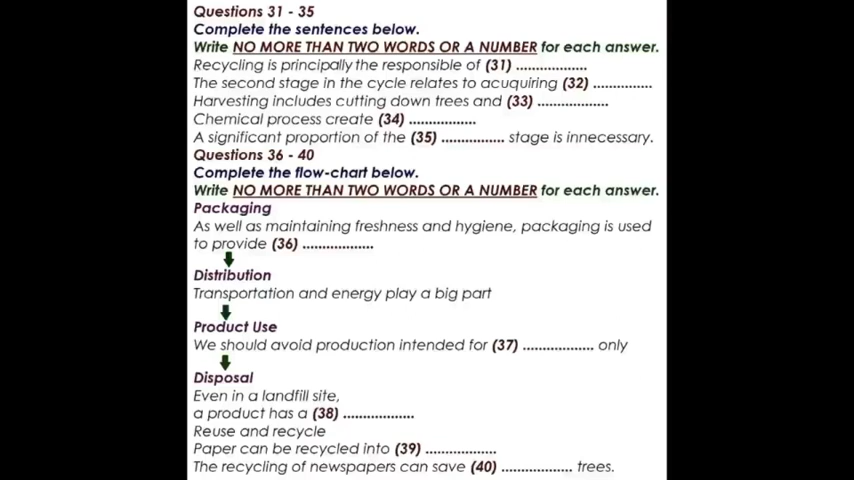 Questions 31 - 35
Complete the sentences below.
Write NO MORE THAN TWO WORDS OR A NUMBER for each answer.
Recycling is principally the responsible of (31) .................
The second stage in the cycle relates to acuquiring (32) ..............
Harvesting includes cutting down trees and (33) .................
Chemical process create (34) ................
A significant proportion of the (35) ............... stage is innecessary.
Questions 36 - 40
Complete the flow-chart below.
Write NO MORE THAN TWO WORDS OR A NUMBER for each answer.
Packaging
As well as maintaining freshness and hygiene, packaging is used
to provide (36) .................
Distribution
Transportation and energy play a big part
Product Use
We should avoid production intended for (37) ................. only
Disposal
Even in a landfill site,
a product has a (38) .................
Reuse and recycle
Paper can be recycled into (39) .................
The recycling of newspapers can save (40) ................. trees.